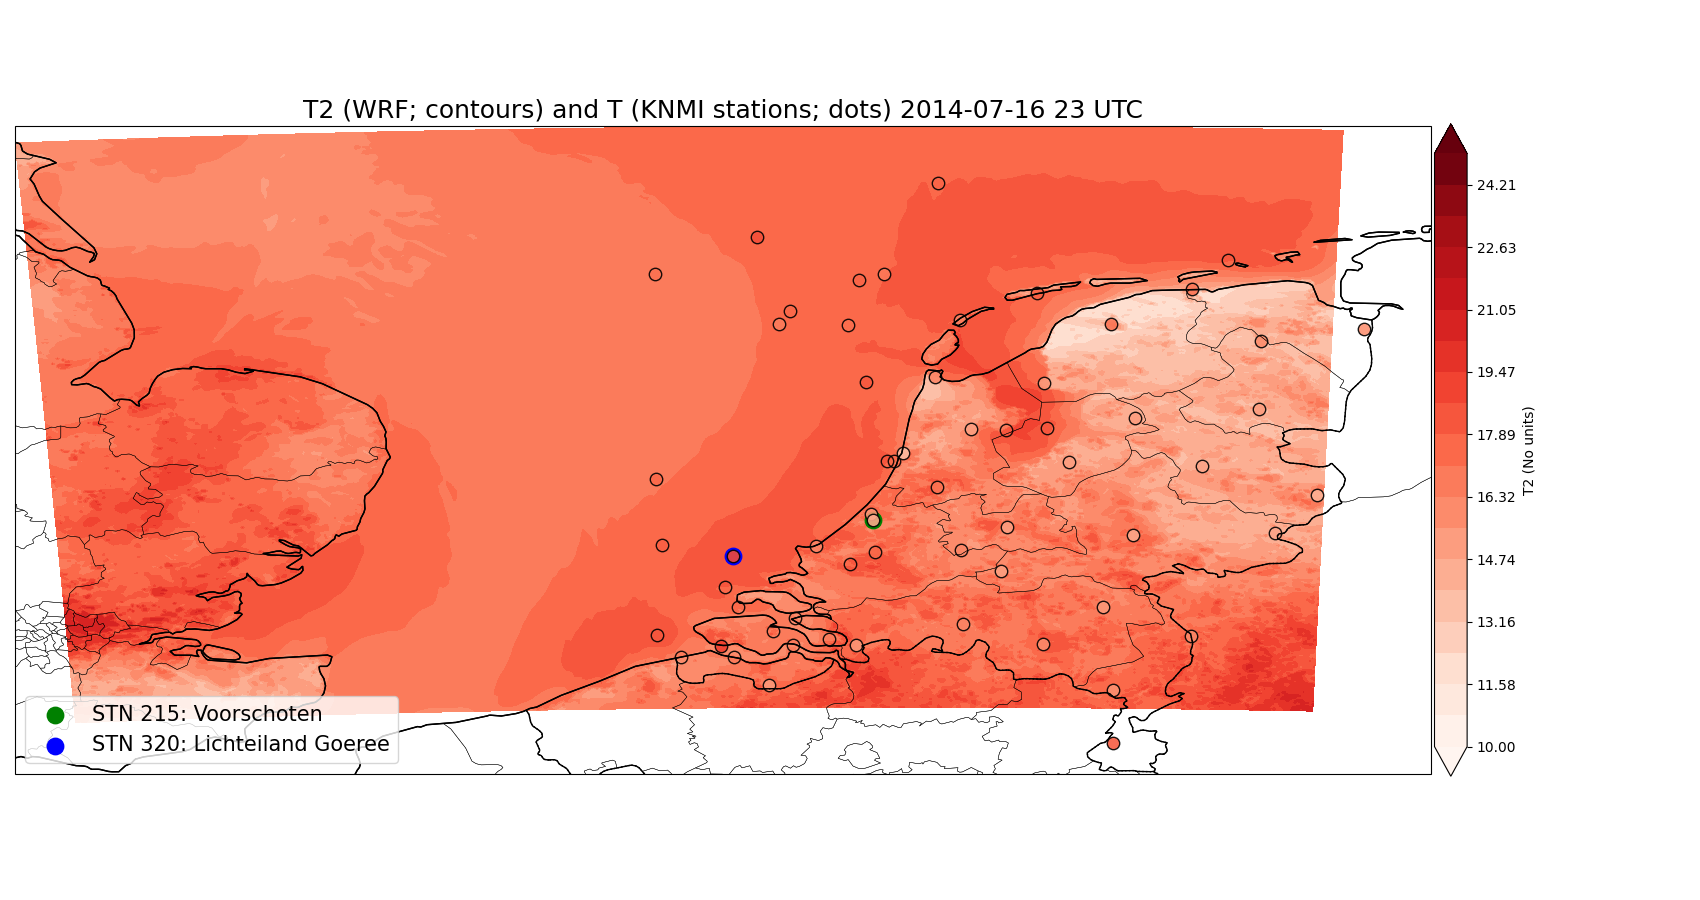 T2 (WRF; contours) and T (KNMI stations; dots) 2014-07-16 23 UTC
24.21
22.63
21.05
19.47
17.89
16.32
14.74
13.16
11.58
10.00
T2 (No units)
STN 215: Voorschoten
STN 320: Lichteiland Goeree